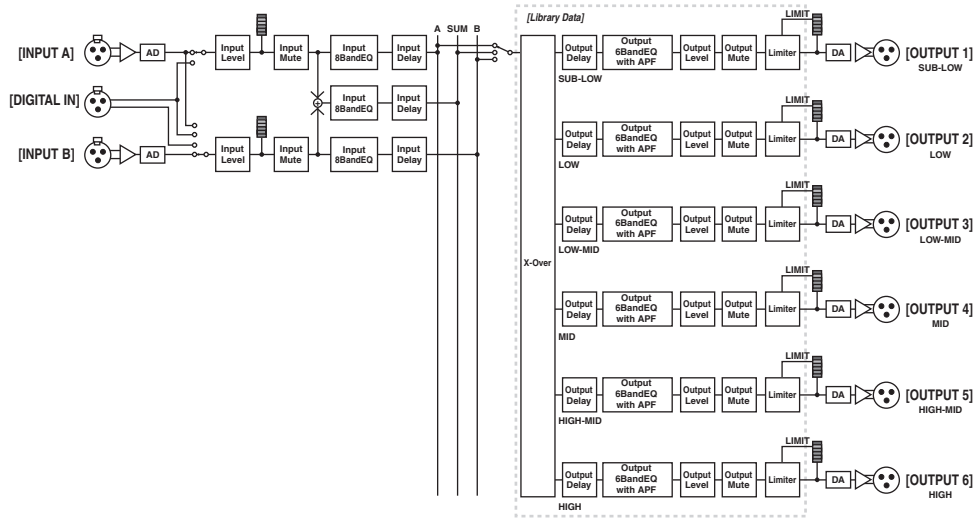 [Library Data]
A SUM B
LIMIT
[INPUT A]
AD
Input Level
Input Mute
Input 8BandEQ
Input Delay
Output Delay
Output 6BandEQ with APF
Output Level
Output Mute
Limiter
DA
[OUTPUT 1]
SUB-LOW
SUB-LOW
[DIGITAL IN]
Input 8BandEQ
Input Delay
[INPUT B]
AD
Input Level
Input Mute
Input 8BandEQ
Input Delay
LIMIT
Output Delay
Output 6BandEQ with APF
Output Level
Output Mute
Limiter
DA
[OUTPUT 2]
LOW
LOW
LIMIT
Output Delay
Output 6BandEQ with APF
Output Level
Output Mute
Limiter
DA
[OUTPUT 3]
LOW-MID
LOW-MID
X-Over
LIMIT
Output Delay
Output 6BandEQ with APF
Output Level
Output Mute
Limiter
DA
[OUTPUT 4]
MID
MID
LIMIT
Output Delay
Output 6BandEQ with APF
Output Level
Output Mute
Limiter
DA
[OUTPUT 5]
HIGH-MID
HIGH-MID
LIMIT
Output Delay
Output 6BandEQ with APF
Output Level
Output Mute
Limiter
DA
[OUTPUT 6]
HIGH
HIGH